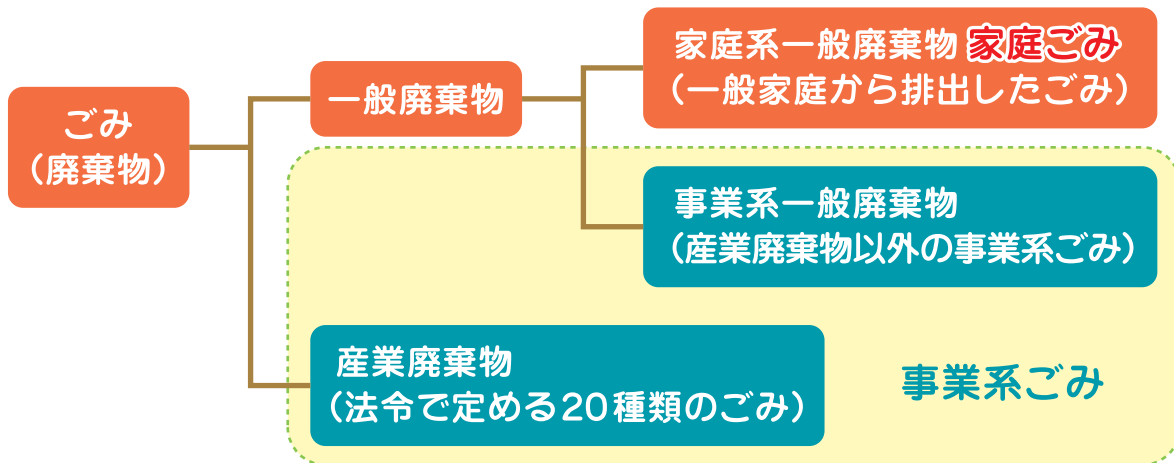 ごみ
（廃棄物）
一般廃棄物
家庭系一般廃棄物 家庭ごみ
（一般家庭から排出したごみ）
事業系一般廃棄物
（産業廃棄物以外の事業系ごみ）
産業廃棄物
（法令で定める20種類のごみ）
事業系ごみ